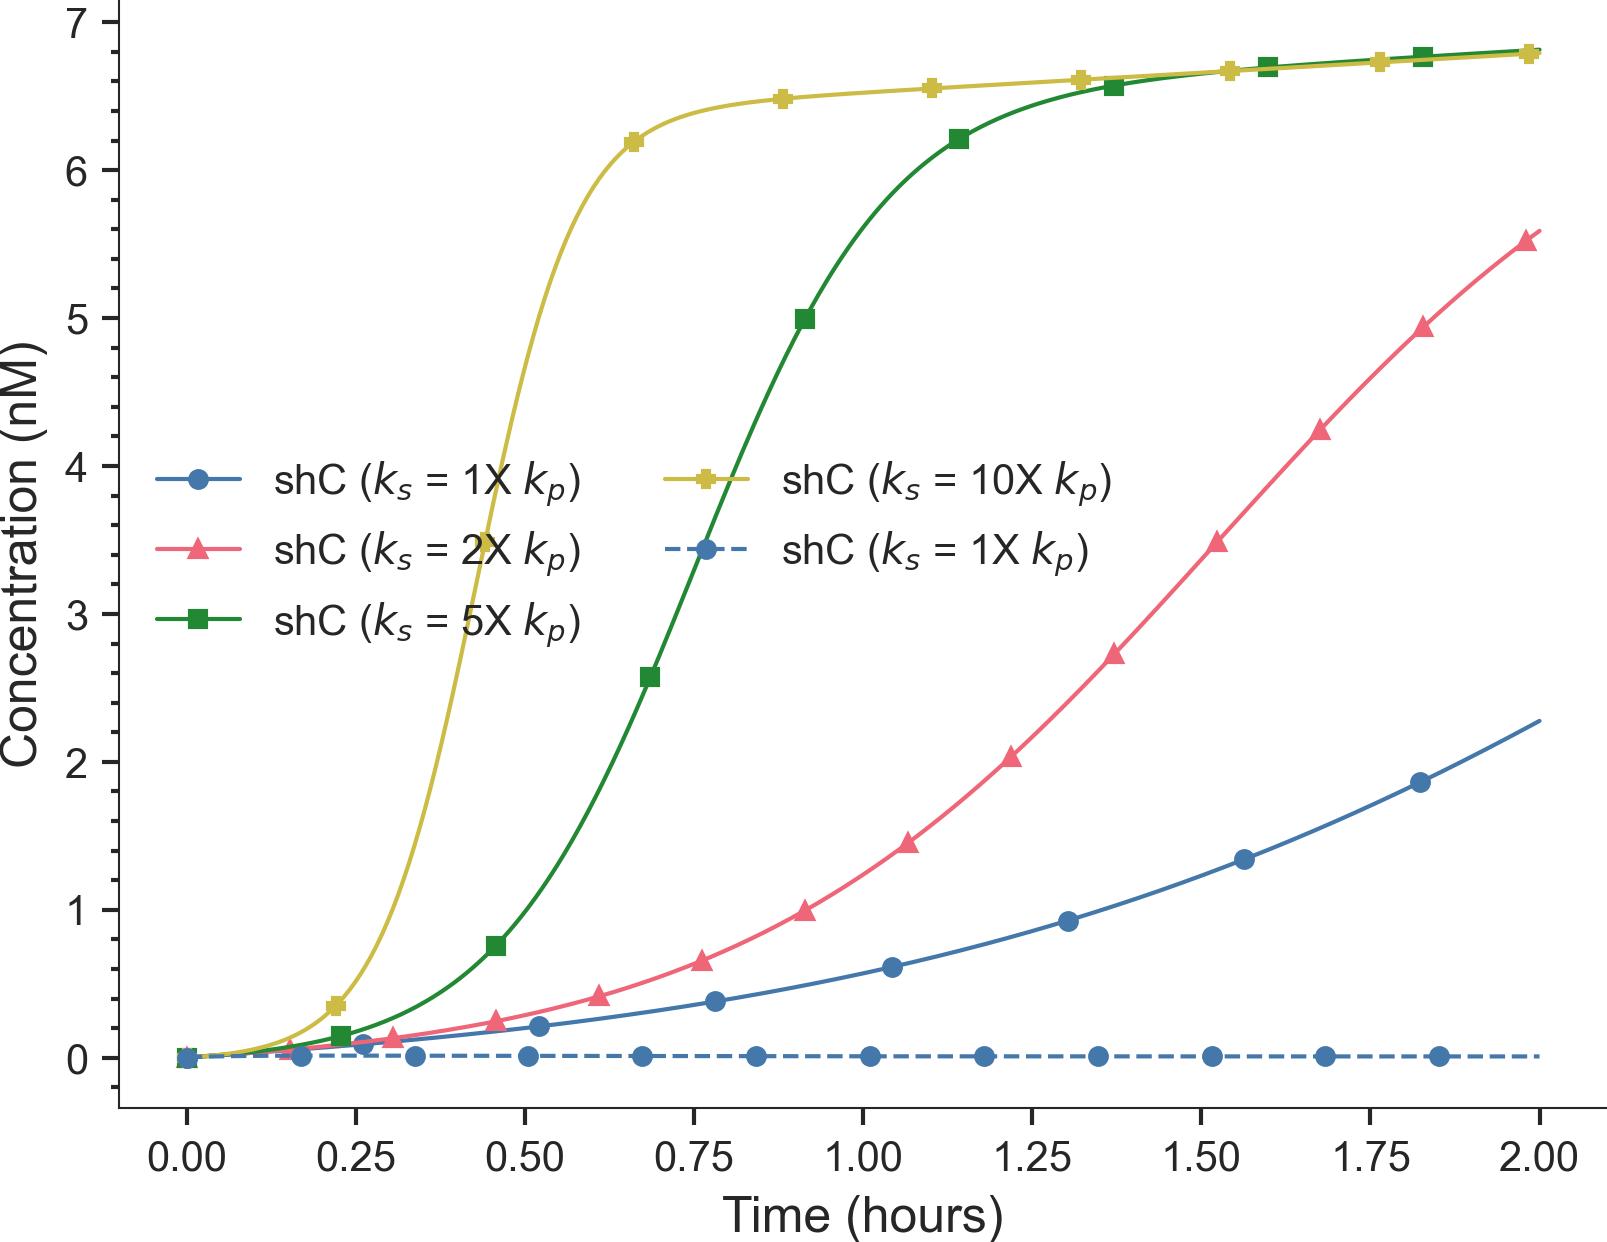 Concentration (nM)
7
6
5
4
3
2
1
0
shC (kₛ = 1X kₚ)
shC (kₛ = 2X kₚ)
shC (kₛ = 5X kₚ)
shC (kₛ = 10X kₚ)
shC (kₛ = 1X kₚ)
0.00 0.25 0.50 0.75 1.00 1.25 1.50 1.75 2.00
Time (hours)